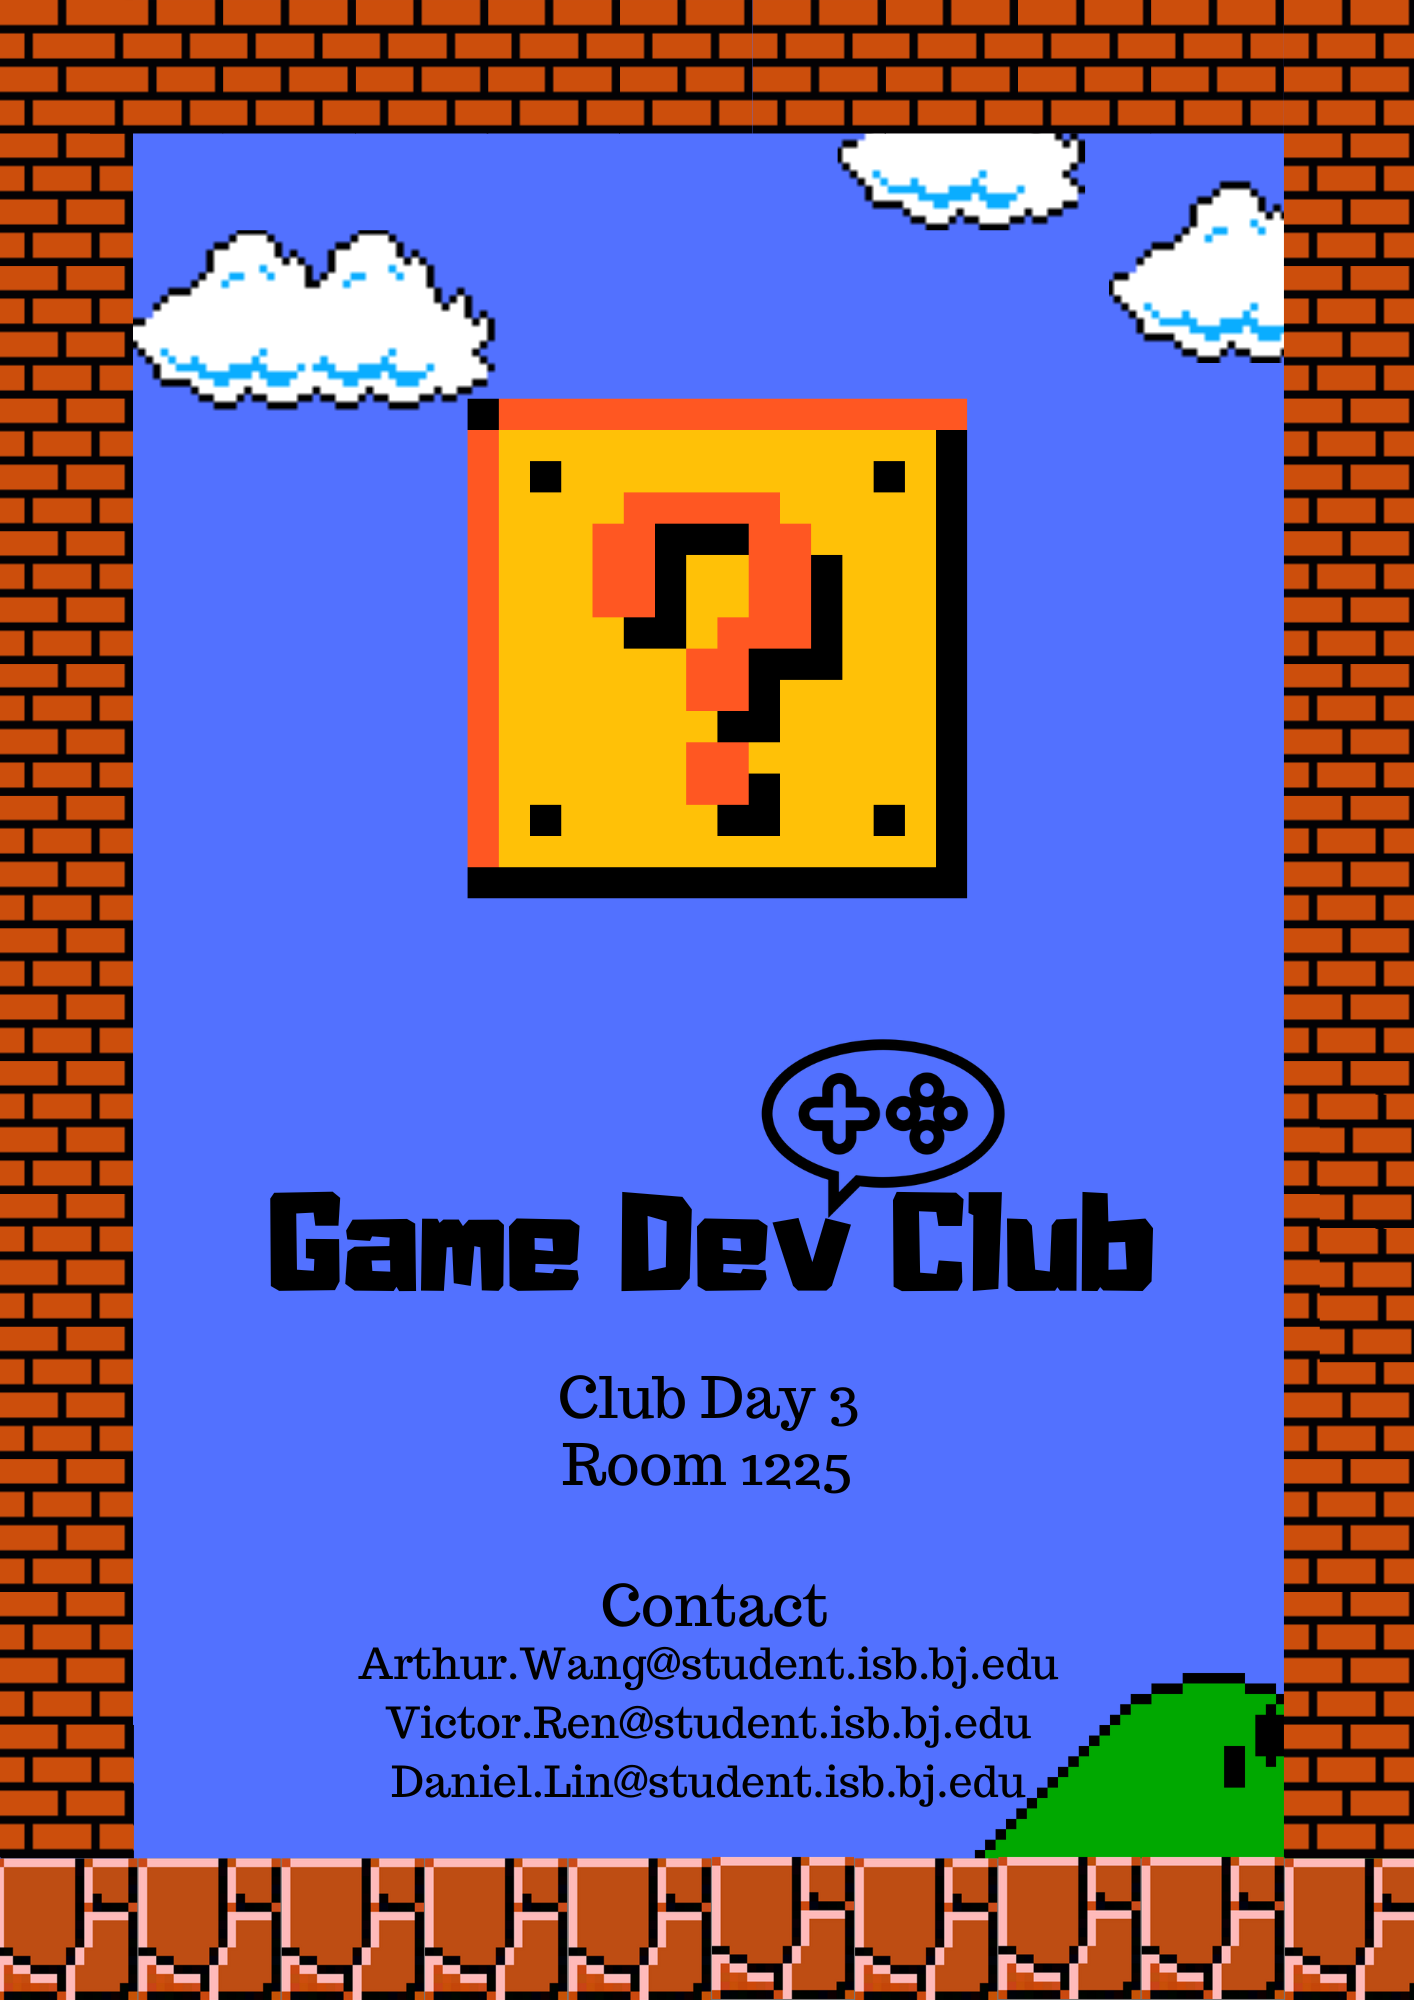 ?
Game Dev Club
Club Day 3
Room 1225
Contact
Arthur.Wang@student.isb.bj.edu
Victor.Ren@student.isb.bj.edu
Daniel.Lin@student.isb.bj.edu